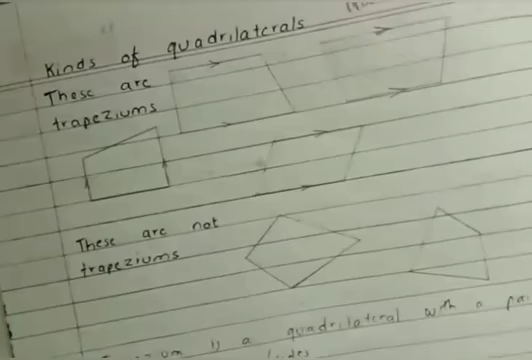 Kinds of quadrilaterals
These are
trapeziums
These are not
trapeziums
is a quadrilateral with a